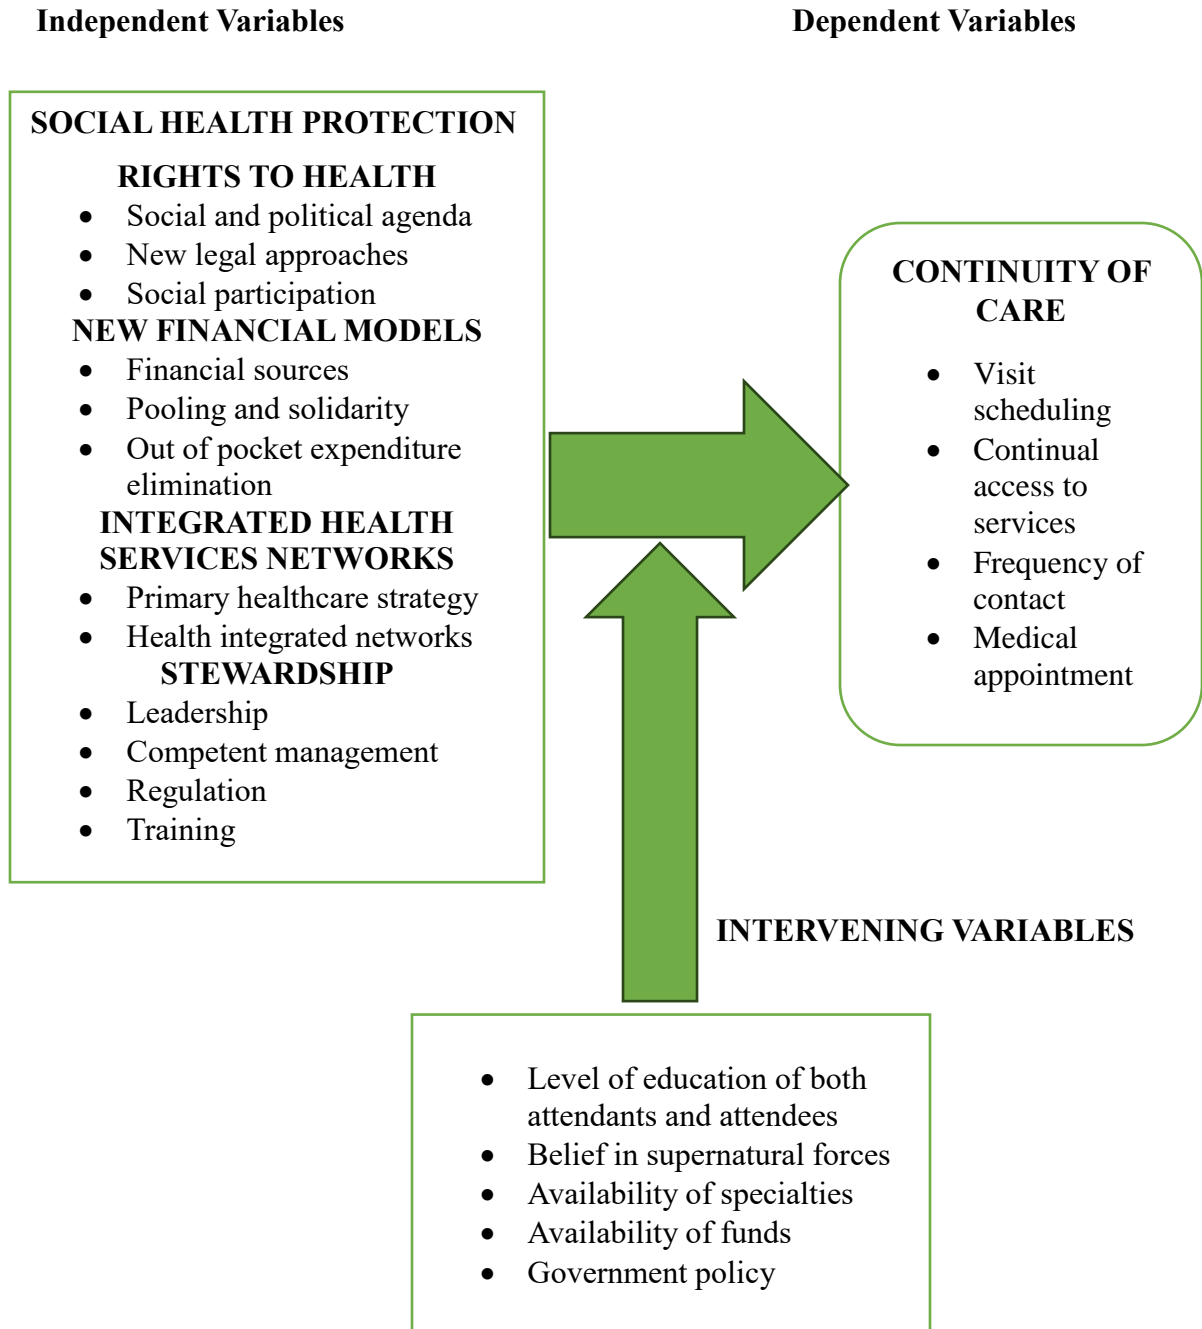 Independent Variables
Dependent Variables
SOCIAL HEALTH PROTECTION
RIGHTS TO HEALTH
• Social and political agenda
• New legal approaches
• Social participation
NEW FINANCIAL MODELS
• Financial sources
• Pooling and solidarity
• Out of pocket expenditure
elimination
INTEGRATED HEALTH
SERVICES NETWORKS
• Primary healthcare strategy
• Health integrated networks
STEWARDSHIP
• Leadership
• Competent management
• Regulation
• Training
CONTINUITY OF
CARE
• Visit
scheduling
• Continual
access to
services
• Frequency of
contact
• Medical
appointment
INTERVENING VARIABLES
• Level of education of both
attendants and attendees
• Belief in supernatural forces
• Availability of specialties
• Availability of funds
• Government policy